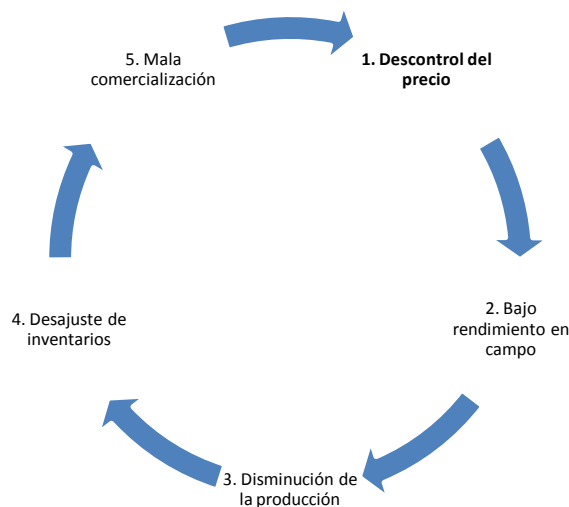 1. Descontrol del
precio
2. Bajo
rendimiento en
campo
3. Disminución de
la producción
4. Desajuste de
inventarios
5. Mala
comercialización